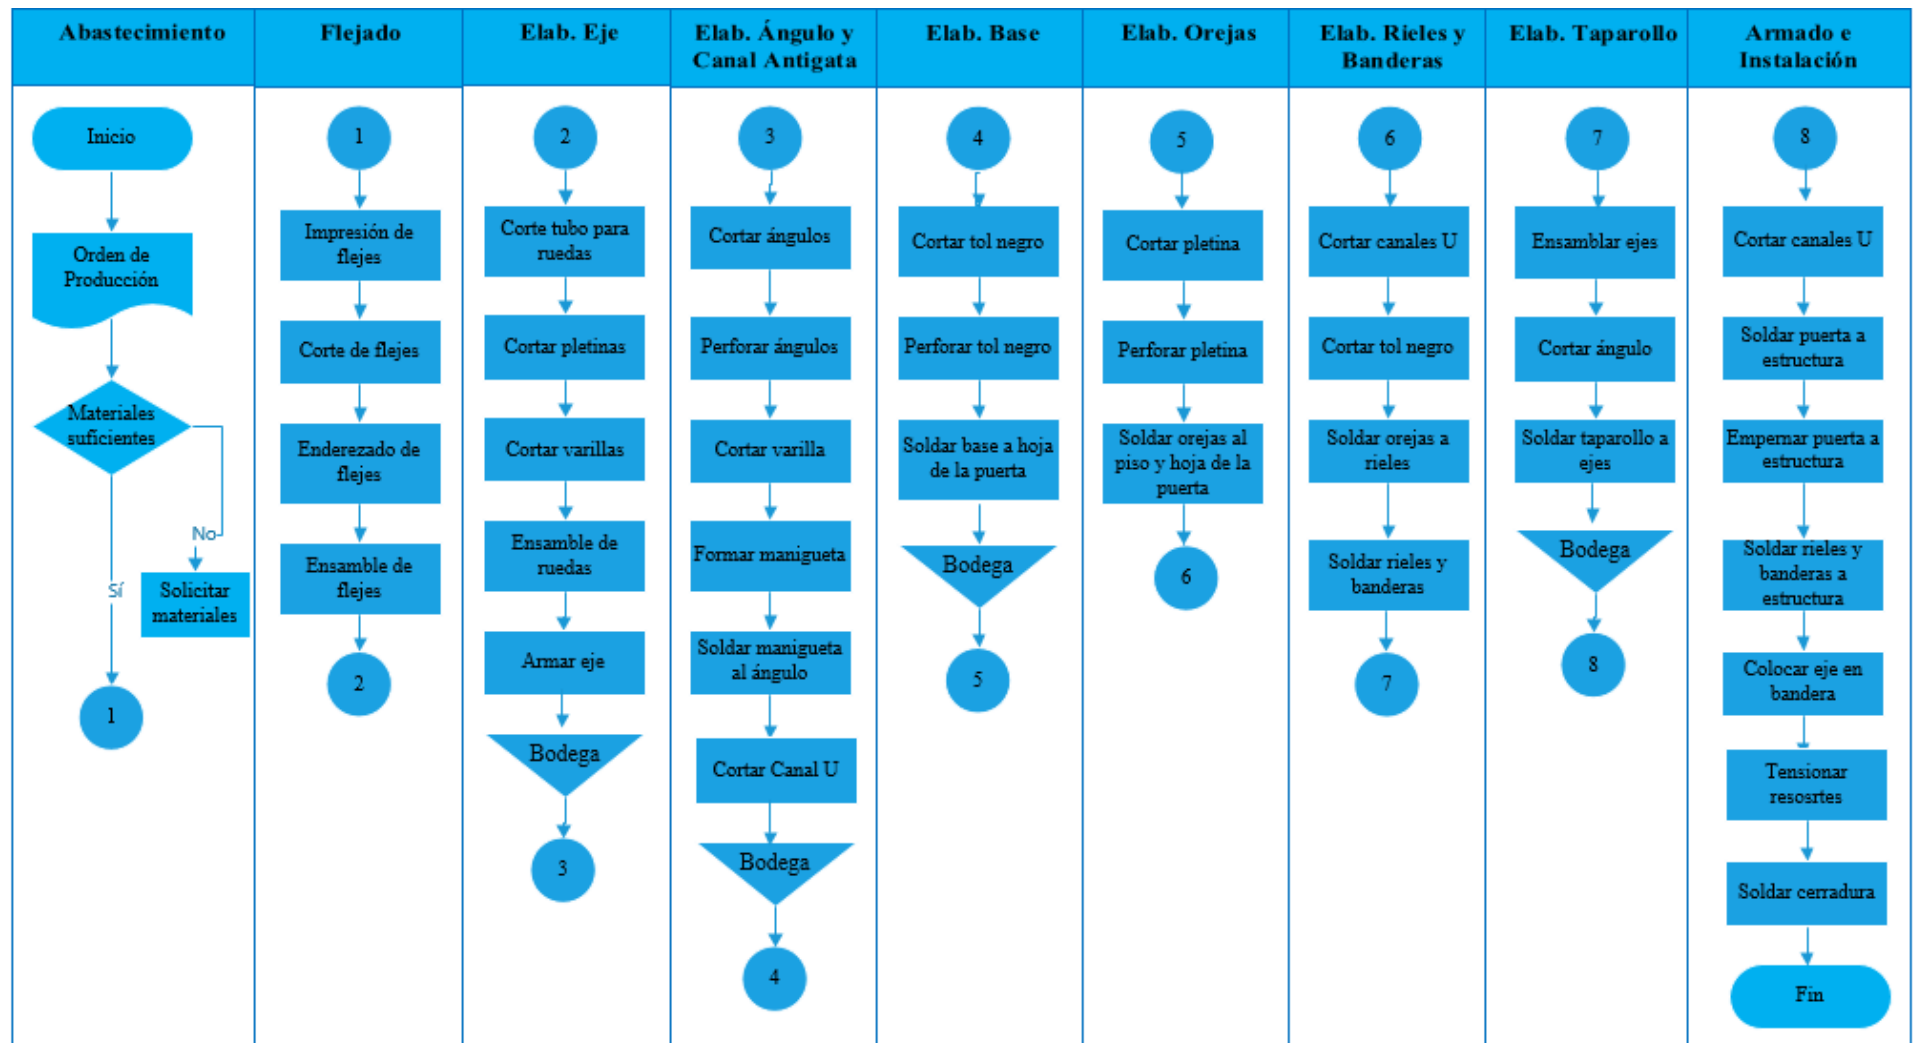 Abastecimiento
Inicio
Orden de
Producción
Materiales
suficientes
No
Sí
Solicitar
materiales
1
Flejado
1
Impresión de
flejes
Corte de flejes
Enderezado de
flejes
Ensamble de
flejes
2
Elab. Eje
2
Corte tubo para
ruedas
Cortar pletinas
Cortar varillas
Ensamble de
ruedas
Armar eje
Bodega
3
Elab. Ángulo y
Canal Antigata
3
Cortar ángulos
Perforar ángulos
Cortar varilla
Formar manigueta
Soldar manigueta
al ángulo
Cortar Canal U
Bodega
4
Elab. Base
4
Cortar tol negro
Perforar tol negro
Soldar base a hoja
de la puerta
Bodega
5
Elab. Orejas
5
Cortar pletina
Perforar pletina
Soldar orejas al
piso y hoja de la
puerta
6
Elab. Rieles y
Banderas
6
Cortar canales U
Cortar tol negro
Soldar orejas a
rieles
Soldar rieles y
banderas
7
Elab. Taparollo
7
Ensamblar ejes
Cortar ángulo
Soldar taparollo a
ejes
Bodega
8
Armado e
Instalación
8
Cortar canales U
Soldar puerta a
estructura
Empernar puerta a
estructura
Soldar rieles y
banderas a
estructura
Colocar eje en
bandera
Tensionar
resosrtes
Soldar cerradura
Fin